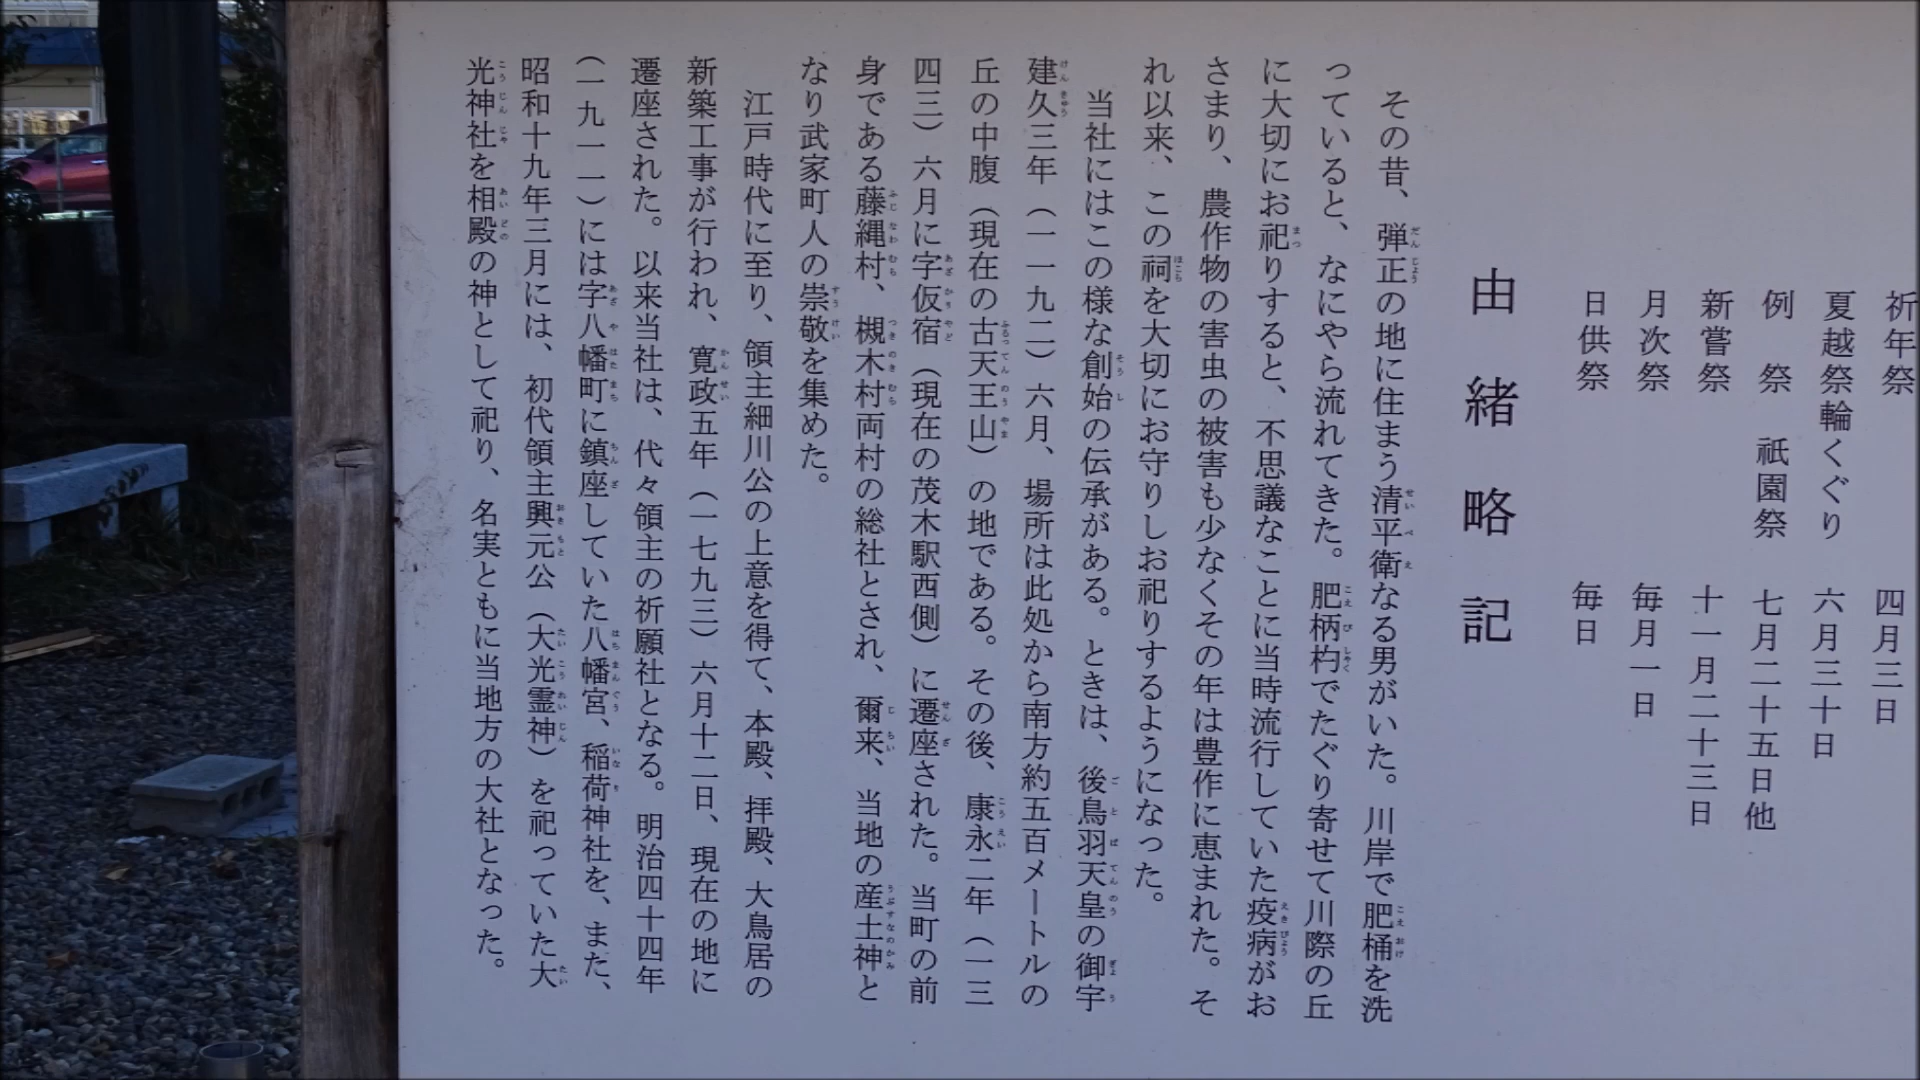 祈年祭 四月三日
夏越祭輪くぐり 六月三十日
例 祭 祇園祭 七月二十五日他
新嘗祭 十一月二十三日
月次祭 毎月一日
日供祭 毎日
由緒略記
その昔、弾正の地に住まう清平衛なる男がいた。川岸で肥桶を洗
っていると、なにやら流れてきた。肥柄杓でたぐり寄せて川際の丘
に大切にお祀りすると、不思議なことに当時流行していた疫病がお
さまり、農作物の害虫の被害も少なくその年は豊作に恵まれた。そ
れ以来、この祠を大切にお守りしお祀りするようになった。
当社にはこの様な創始の伝承がある。ときは、後鳥羽天皇の御宇
建久三年（一一九二）六月、場所は此処から南方約五百メートルの
丘の中腹（現在の古天王山）の地である。その後、康永二年（一三
四三）六月に字仮宿（現在の茂木駅西側）に遷座された。当町の前
身である藤縄村、槻木村両村の総社とされ、爾来、当地の産土神と
なり武家町人の崇敬を集めた。
江戸時代に至り、領主細川公の上意を得て、本殿、拝殿、大鳥居の
新築工事が行われ、寛政五年（一七九三）六月十二日、現在の地に
遷座された。以来当社は、代々領主の祈願社となる。明治四十四年
（一九一一）には字八幡町に鎮座していた八幡宮、稲荷神社を、また、
昭和十九年三月には、初代領主興元公（大光霊神）を祀っていた大
光神社を相殿の神として祀り、名実ともに当地方の大社となった。